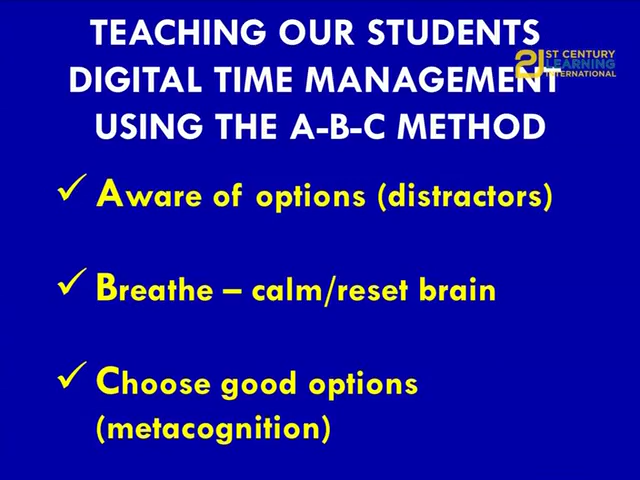 TEACHING OUR STUDENTS
DIGITAL TIME MANAGEMENT
USING THE A-B-C METHOD
21ST CENTURY
LEARNING
INTERNATIONAL
✓ Aware of options (distractors)
✓ Breathe – calm/reset brain
✓ Choose good options
(metacognition)